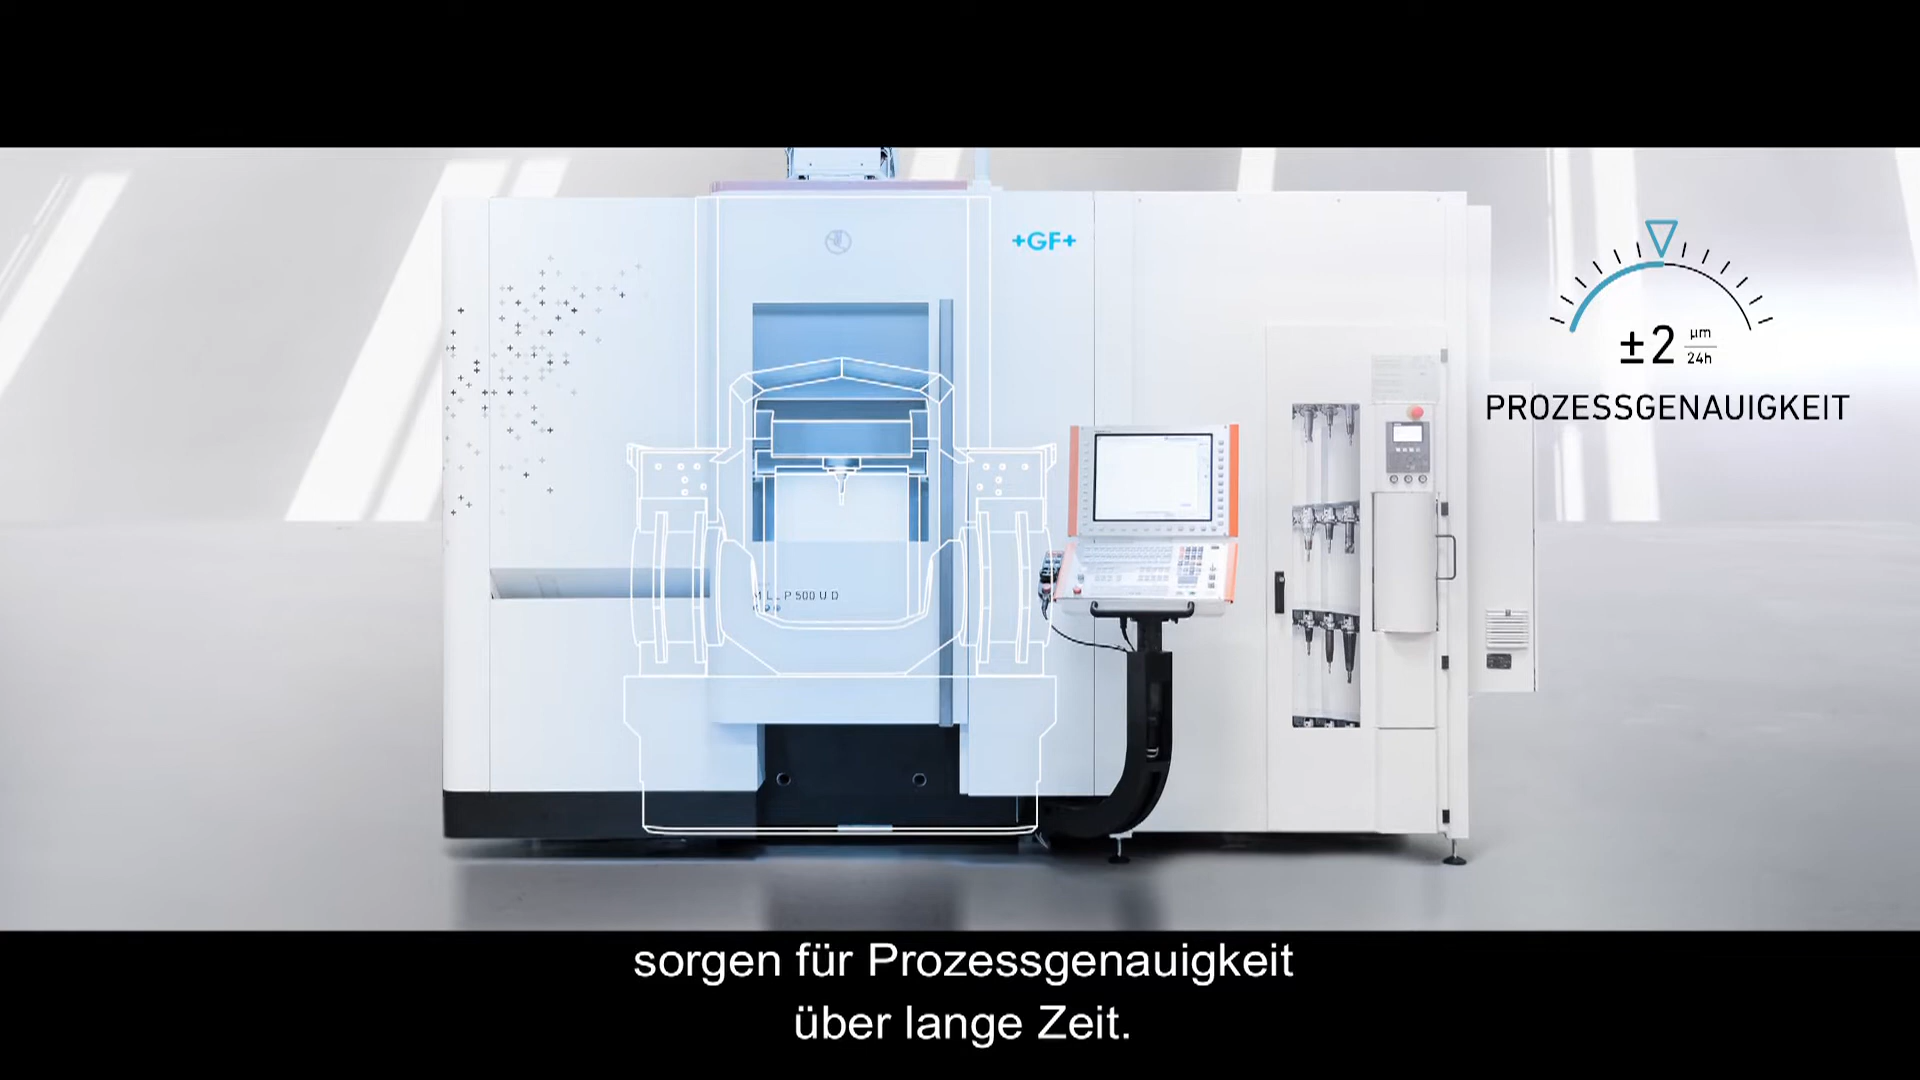 +GF+
±2 µm
24h
PROZESSGENAUIGKEIT
P 500 U D
sorgen für Prozessgenauigkeit
über lange Zeit.